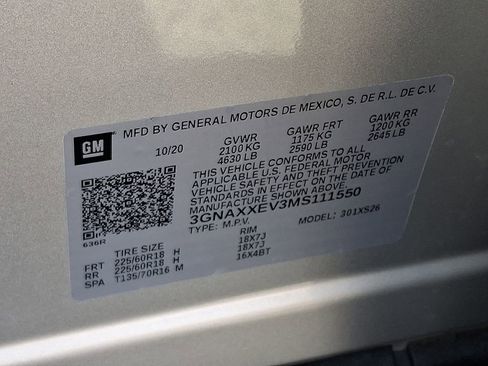 GM
MFD BY GENERAL MOTORS DE MEXICO, S. DE R.L. DE C.V.
10/20 GVWR GAWR FRT GAWR RR
2100 KG 1175 KG 1200 KG
4630 LB 2590 LB 2645 LB
THIS VEHICLE CONFORMS TO ALL
APPLICABLE U.S. FEDERAL MOTOR
VEHICLE SAFETY AND THEFT PREVENTION
STANDARDS IN EFFECT ON THE DATE OF
MANUFACTURE SHOWN ABOVE.
3GNAXXEV3MS111550
TYPE: M.P.V. MODEL: 301XS26
636R
TIRE SIZE RIM
FRT 225/60R18 H 18X7J
RR 225/60R18 H 18X7J
SPA T135/70R16 M 16X4BT